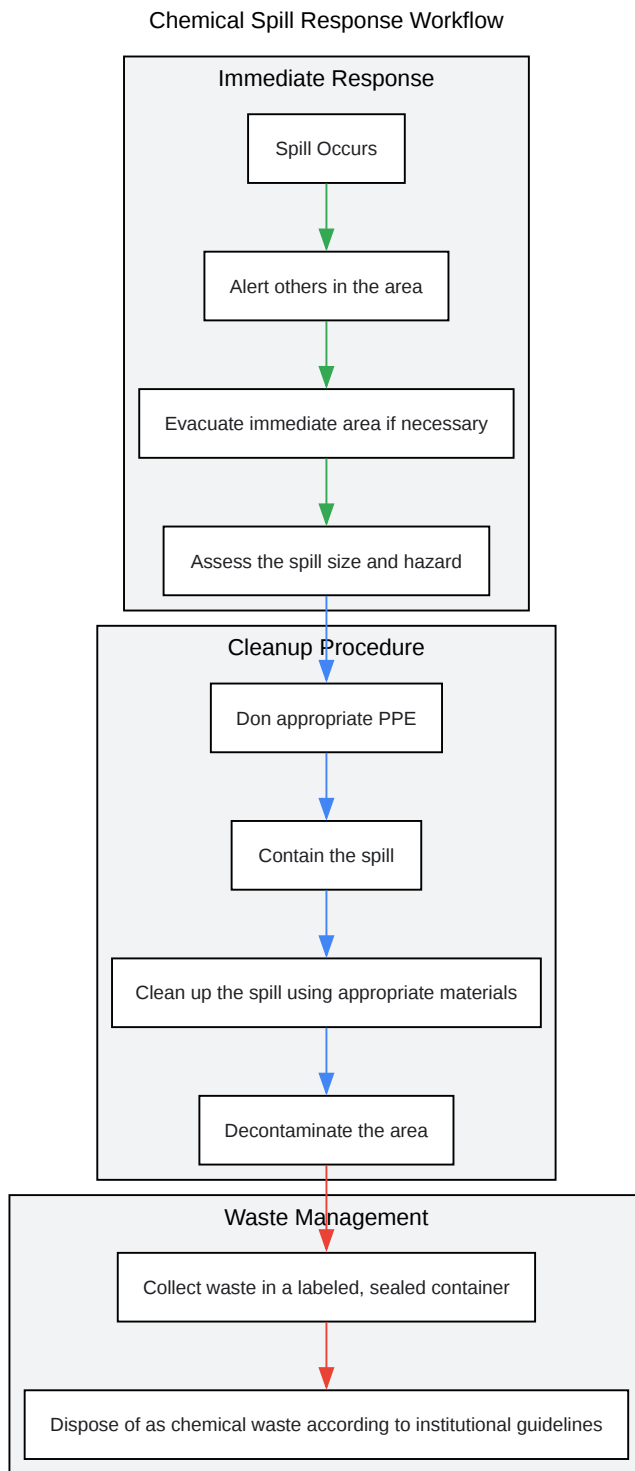 Chemical Spill Response Workflow
Immediate Response
Spill Occurs
Alert others in the area
Evacuate immediate area if necessary
Assess the spill size and hazard
Cleanup Procedure
Don appropriate PPE
Contain the spill
Clean up the spill using appropriate materials
Decontaminate the area
Waste Management
Collect waste in a labeled, sealed container
Dispose of as chemical waste according to institutional guidelines